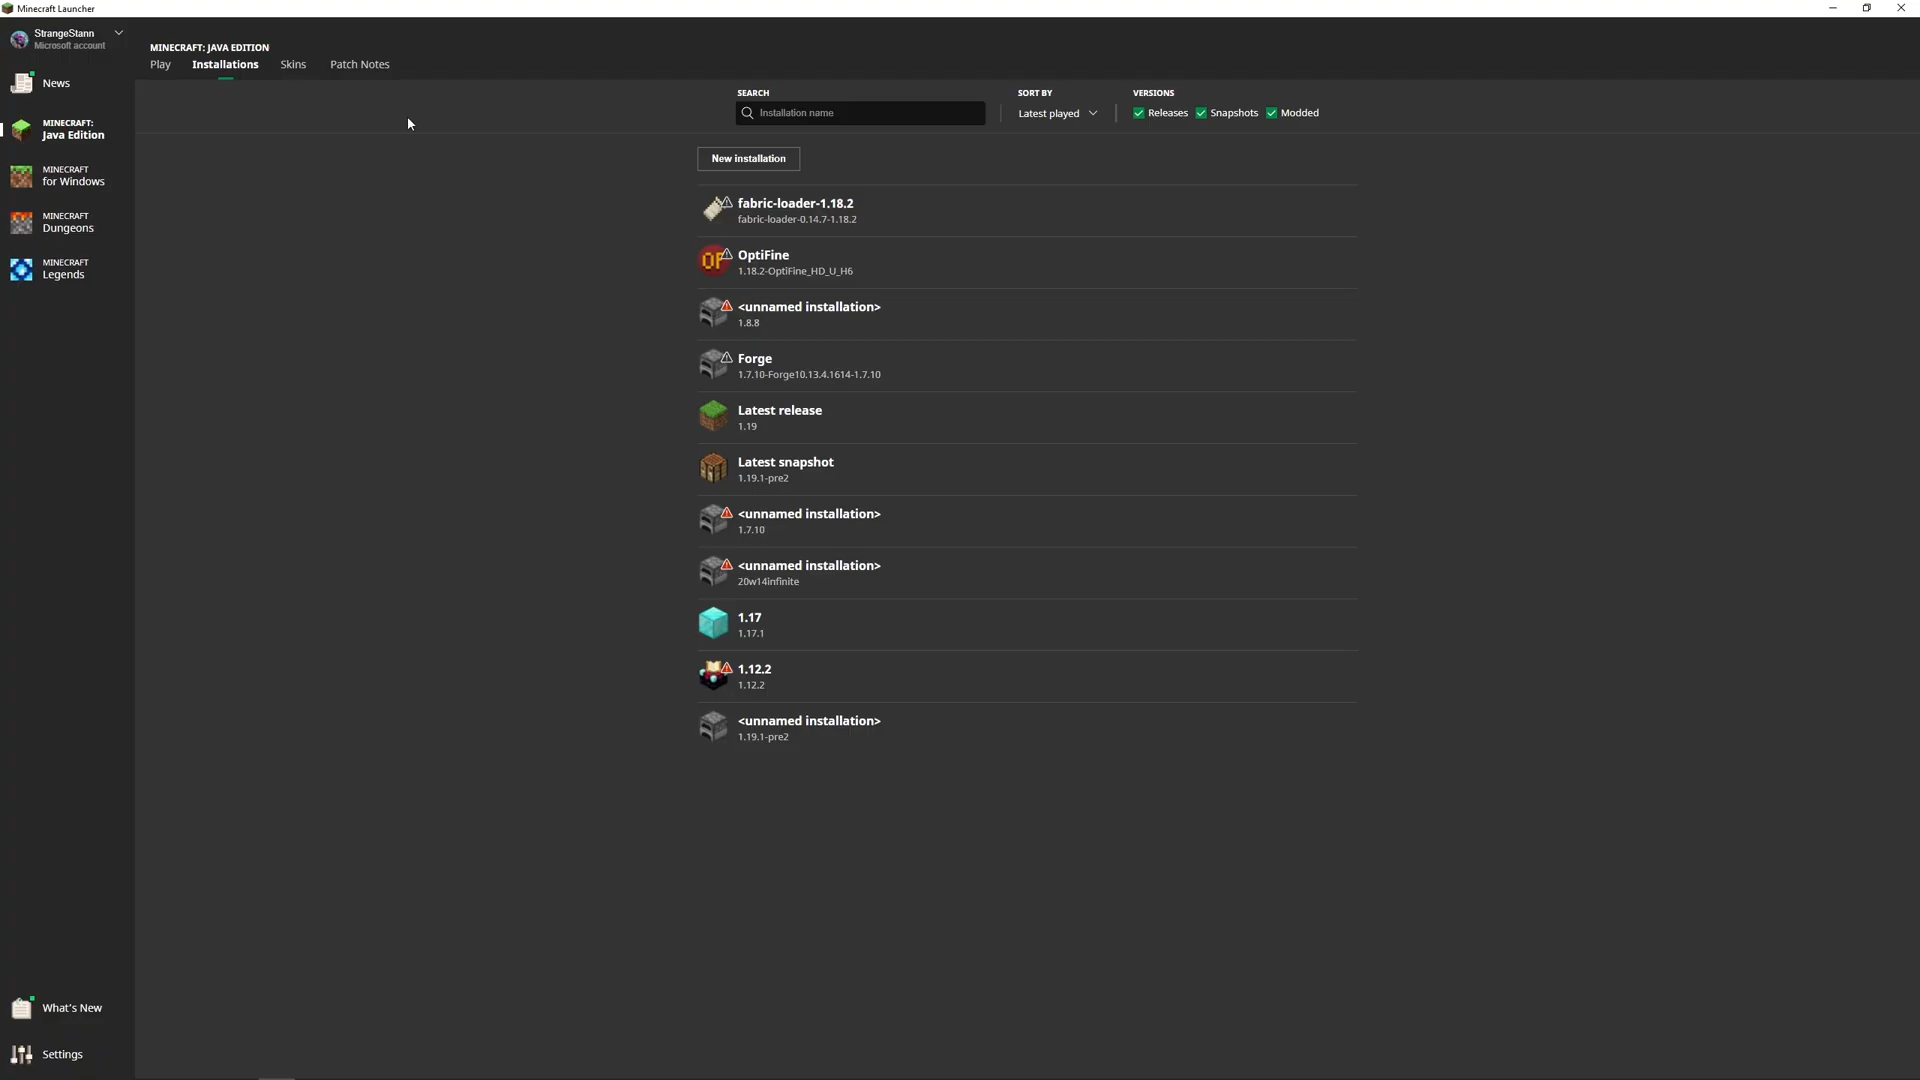 Minecraft Launcher
StrangeStann
Microsoft account
News
MINECRAFT:
Java Edition
MINECRAFT
for Windows
MINECRAFT
Dungeons
MINECRAFT
Legends
What's New
Settings
MINECRAFT: JAVA EDITION
Play Installations Skins Patch Notes
SEARCH SORT BY VERSIONS
Installation name Latest played Releases Snapshots Modded
New installation
fabric-loader-1.18.2
fabric-loader-0.14.7-1.18.2
OF
OptiFine
1.18.2-OptiFine_HD_U_H6
<unnamed installation>
1.8.8
Forge
1.7.10-Forge10.13.4.1614-1.7.10
Latest release
1.19
Latest snapshot
1.19.1-pre2
<unnamed installation>
1.7.10
<unnamed installation>
20w14infinite
1.17
1.17.1
1.12.2
1.12.2
<unnamed installation>
1.19.1-pre2